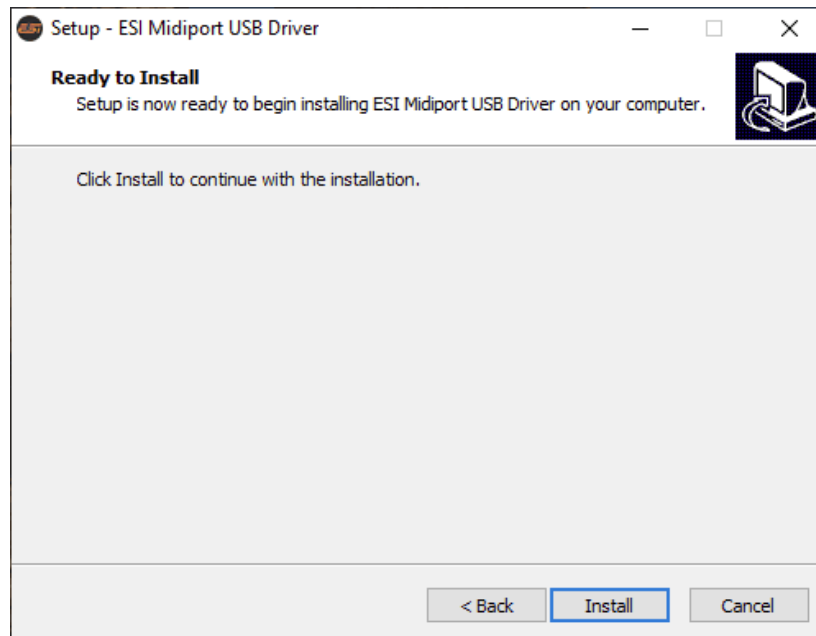 ESI
Setup - ESI Midiport USB Driver
Ready to Install
Setup is now ready to begin installing ESI Midiport USB Driver on your computer.
Click Install to continue with the installation.
< Back
Install
Cancel